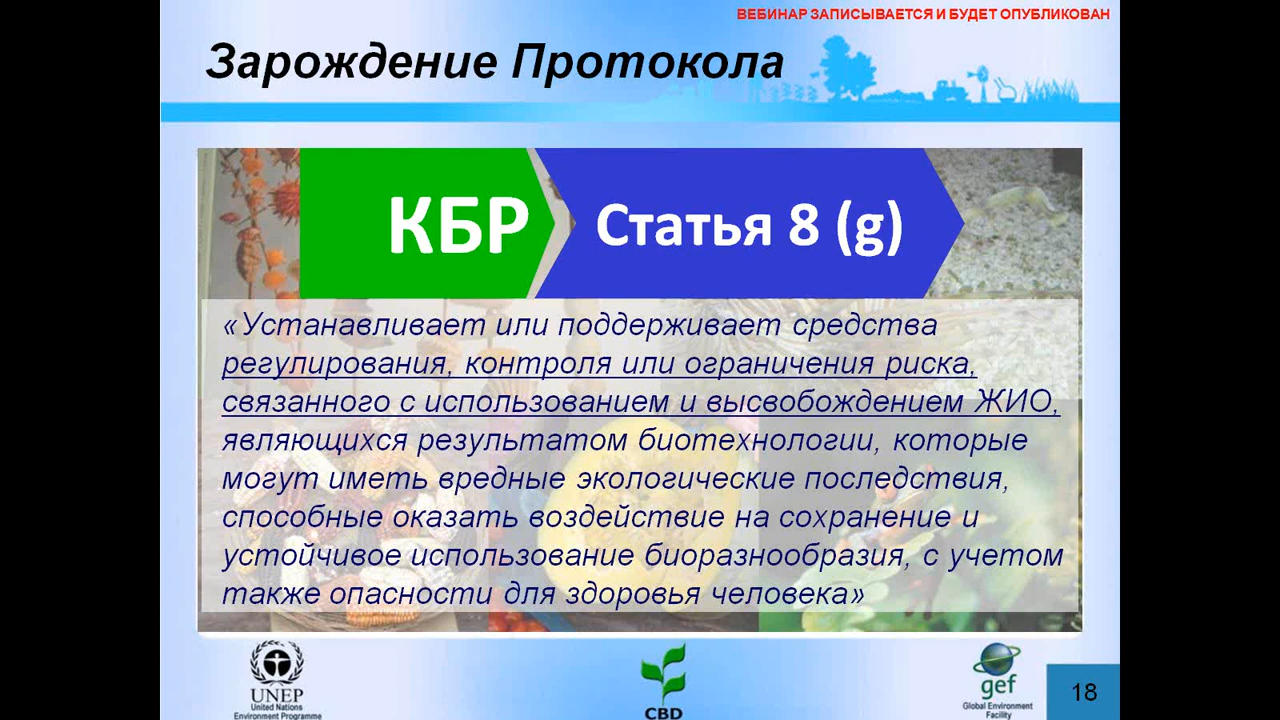 ВЕБИНАР ЗАПИСЫВАЕТСЯ И БУДЕТ ОПУБЛИКОВАН
Зарождение Протокола
КБР
Статья 8 (g)
«Устанавливает или поддерживает средства
регулирования, контроля или ограничения риска,
связанного с использованием и высвобождением ЖИО,
являющихся результатом биотехнологии, которые
могут иметь вредные экологические последствия,
способные оказать воздействие на сохранение и
устойчивое использование биоразнообразия, с учетом
также опасности для здоровья человека»
UNEP
United Nations
Environment Programme
CBD
gef
Global Environment
Facility
18